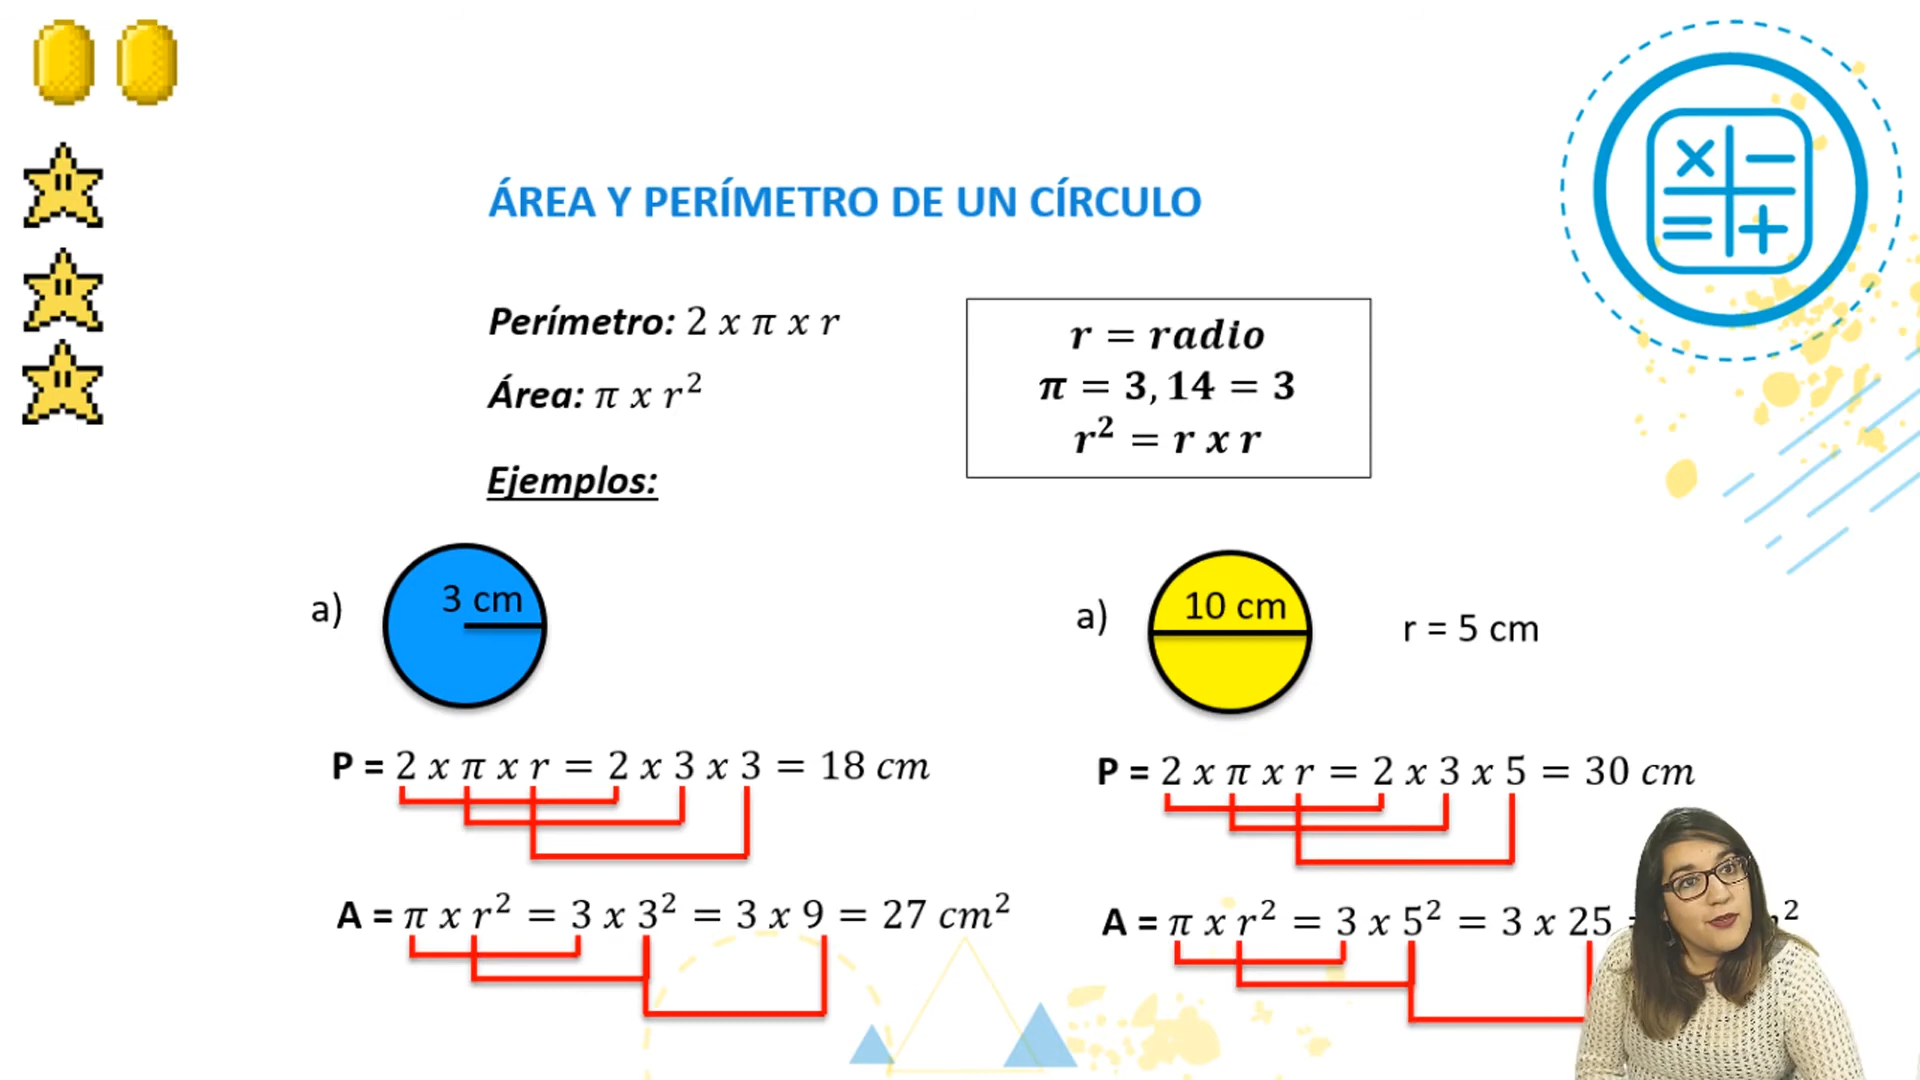 ÁREA Y PERÍMETRO DE UN CÍRCULO
Perímetro: 2 x π x r
Área: π x r²
r = radio
π = 3,14 = 3
r² = r x r
Ejemplos:
a)
3 cm
P = 2 x π x r = 2 x 3 x 3 = 18 cm
A = π x r² = 3 x 3² = 3 x 9 = 27 cm²
a)
10 cm
r = 5 cm
P = 2 x π x r = 2 x 3 x 5 = 30 cm
A = π x r² = 3 x 5² = 3 x 25